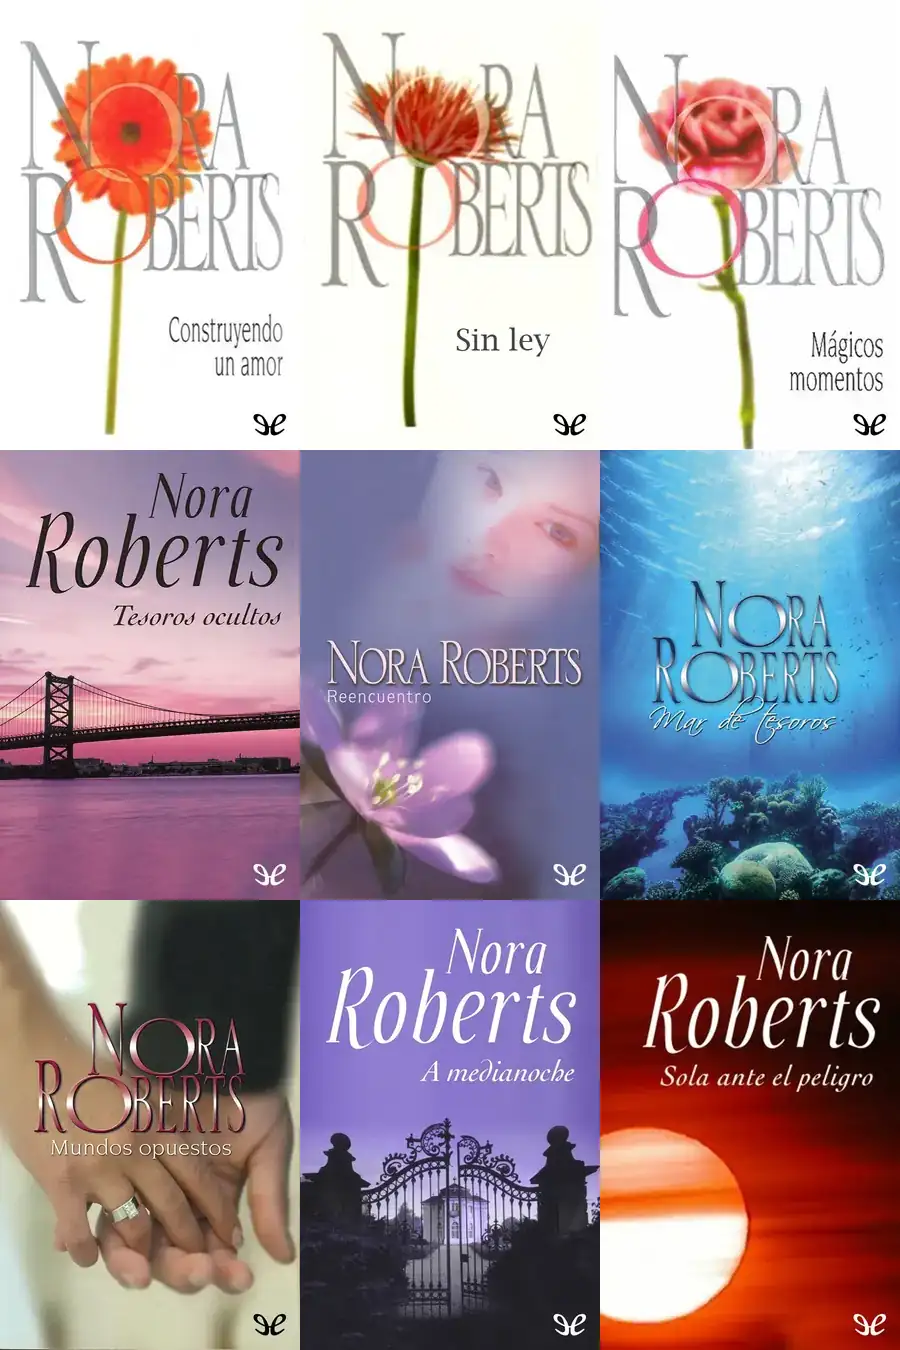 NORA
ROBERTS
Construyendo
un amor
NORA
ROBERTS
Sin ley
NORA
ROBERTS
Mágicos
momentos
Nora
Roberts
Tesoros ocultos
NORA ROBERTS
Reencuentro
NORA
ROBERTS
Mar de tesoros
NORA
ROBERTS
Mundos opuestos
Nora
Roberts
A medianoche
Nora
Roberts
Sola ante el peligro